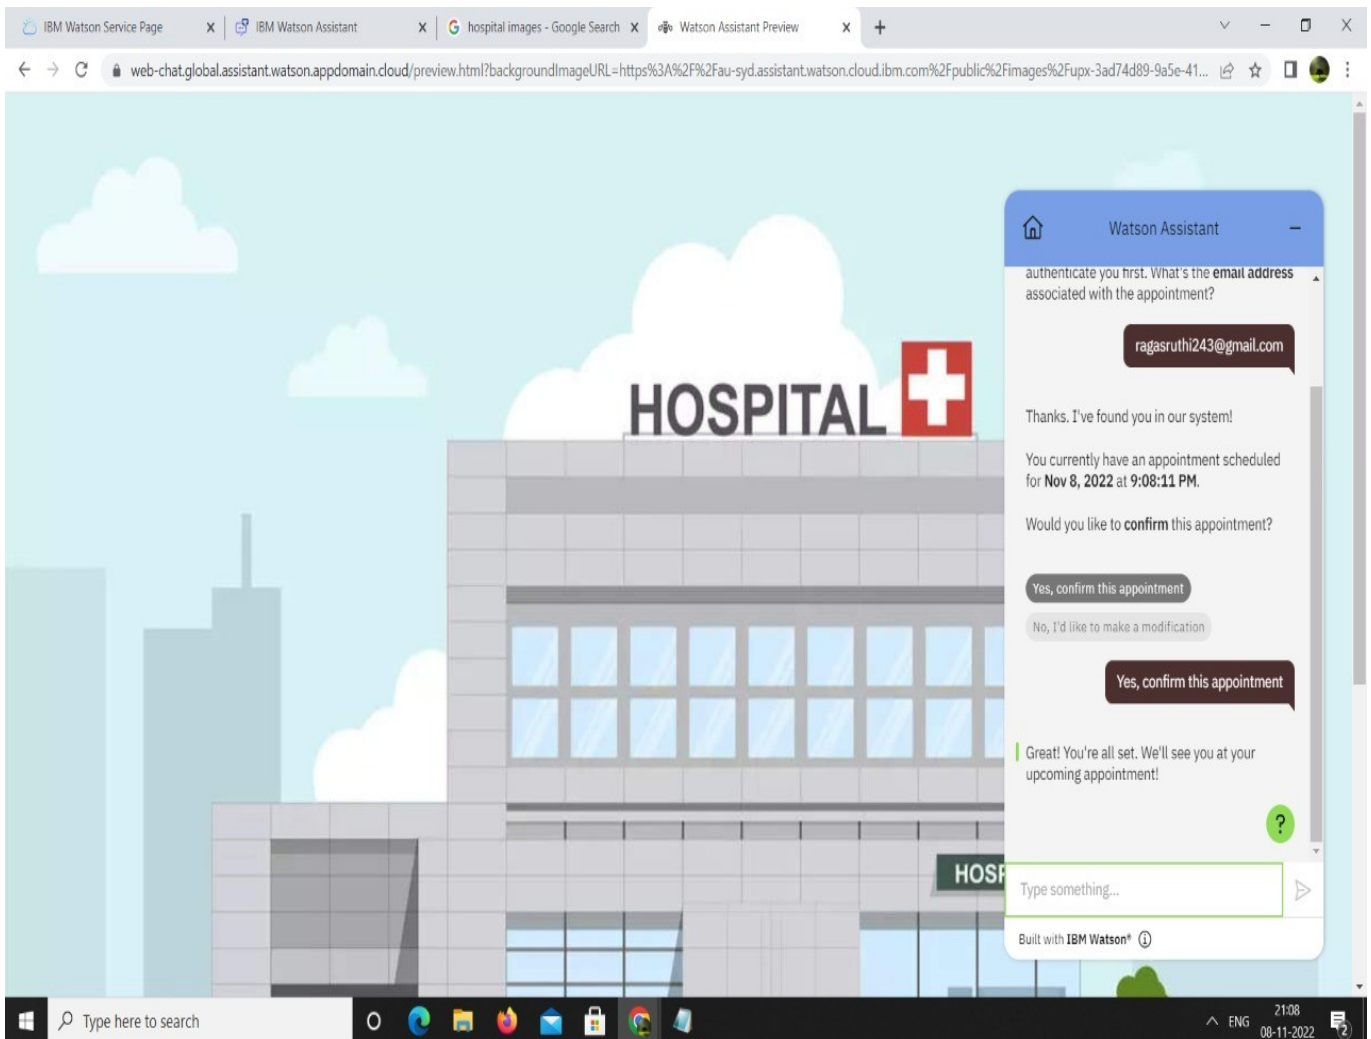 IBM Watson Service Page
IBM Watson Assistant
hospital images - Google Search
Watson Assistant Preview
web-chat.global.assistant.watson.appdomain.cloud/preview.html?backgroundImageURL=https%3A%2F%2Fau-syd.assistant.watson.cloud.ibm.com%2Fpublic%2Fimages%2Fupx-3ad74d89-9a5e-41...
HOSPITAL
HOSP
Watson Assistant
authenticate you first. What's the email address
associated with the appointment?
ragasruthi243@gmail.com
Thanks. I've found you in our system!
You currently have an appointment scheduled
for Nov 8, 2022 at 9:08:11 PM.
Would you like to confirm this appointment?
Yes, confirm this appointment
No, I'd like to make a modification
Yes, confirm this appointment
Great! You're all set. We'll see you at your
upcoming appointment!
?
Type something...
Built with IBM Watson®
Type here to search
ENG
21:08
08-11-2022
2